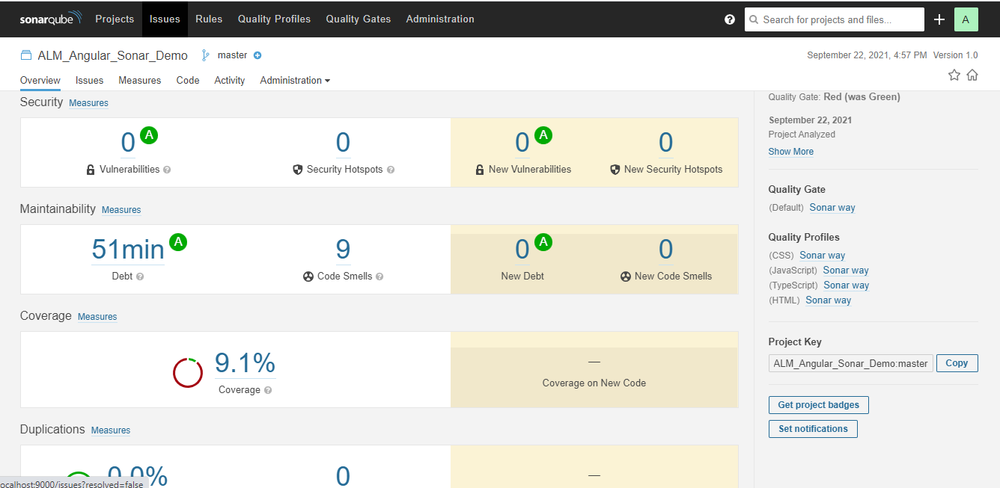 sonarqube Projects Issues Rules Quality Profiles Quality Gates Administration ? Search for projects and files... + A
ALM_Angular_Sonar_Demo master September 22, 2021, 4:57 PM Version 1.0
Overview Issues Measures Code Activity Administration
Security Measures
0 A
Vulnerabilities ?
0
Security Hotspots ?
0 A
New Vulnerabilities
0
New Security Hotspots
Maintainability Measures
51min A
Debt ?
9
Code Smells ?
0 A
New Debt
0
New Code Smells
Coverage Measures
9.1%
Coverage ?
—
Coverage on New Code
Duplications Measures
0.0%
0
—
Quality Gate: Red (was Green)
September 22, 2021
Project Analyzed
Show More
Quality Gate
(Default) Sonar way
Quality Profiles
(CSS) Sonar way
(JavaScript) Sonar way
(TypeScript) Sonar way
(HTML) Sonar way
Project Key
ALM_Angular_Sonar_Demo:master Copy
Get project badges
Set notifications
ocalhost:9000/issues?resolved=false